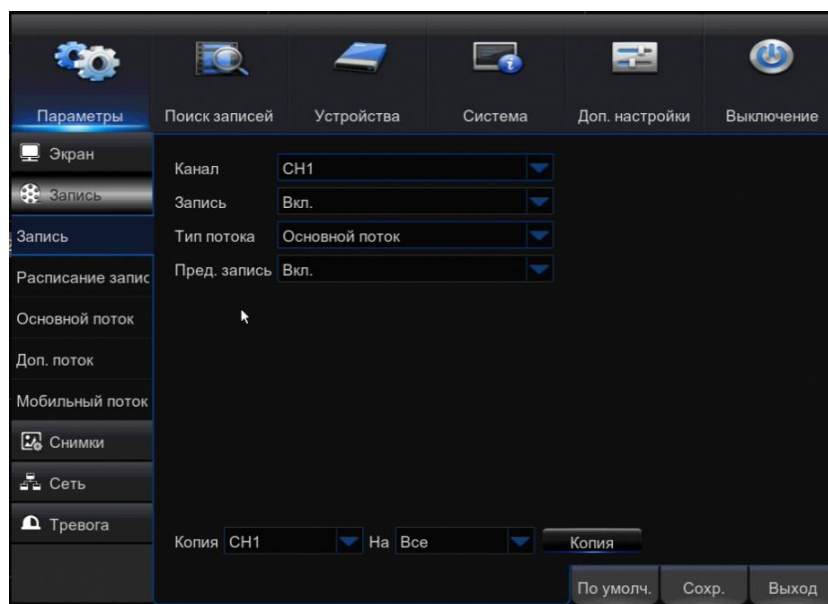 Параметры
Поиск записей
Устройства
Система
Доп. настройки
Выключение
Экран
Запись
Запись
Расписание запис
Основной поток
Доп. поток
Мобильный поток
Снимки
Сеть
Тревога
Канал CH1
Запись Вкл.
Тип потока Основной поток
Пред. запись Вкл.
Копия CH1 На Все Копия
По умолч. Сохр. Выход